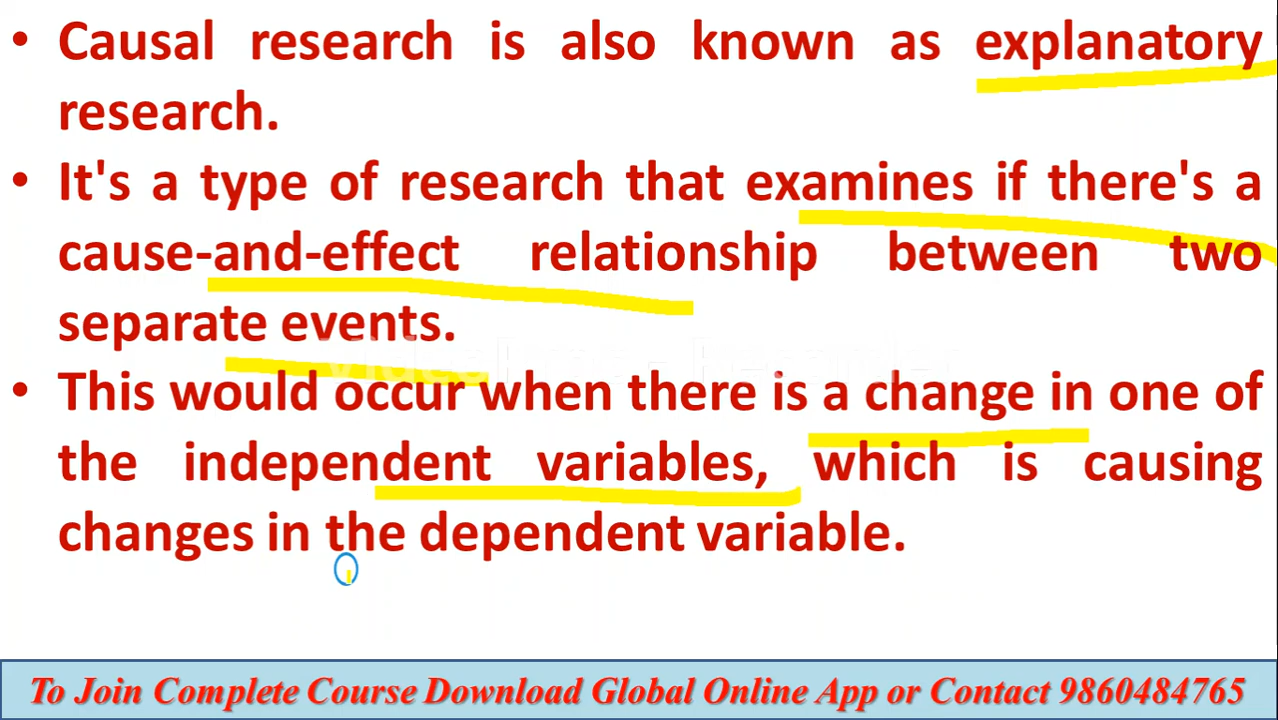 • Causal research is also known as explanatory
research.
• It's a type of research that examines if there's a
cause-and-effect relationship between two
separate events.
• This would occur when there is a change in one of
the independent variables, which is causing
changes in the dependent variable.
To Join Complete Course Download Global Online App or Contact 9860484765